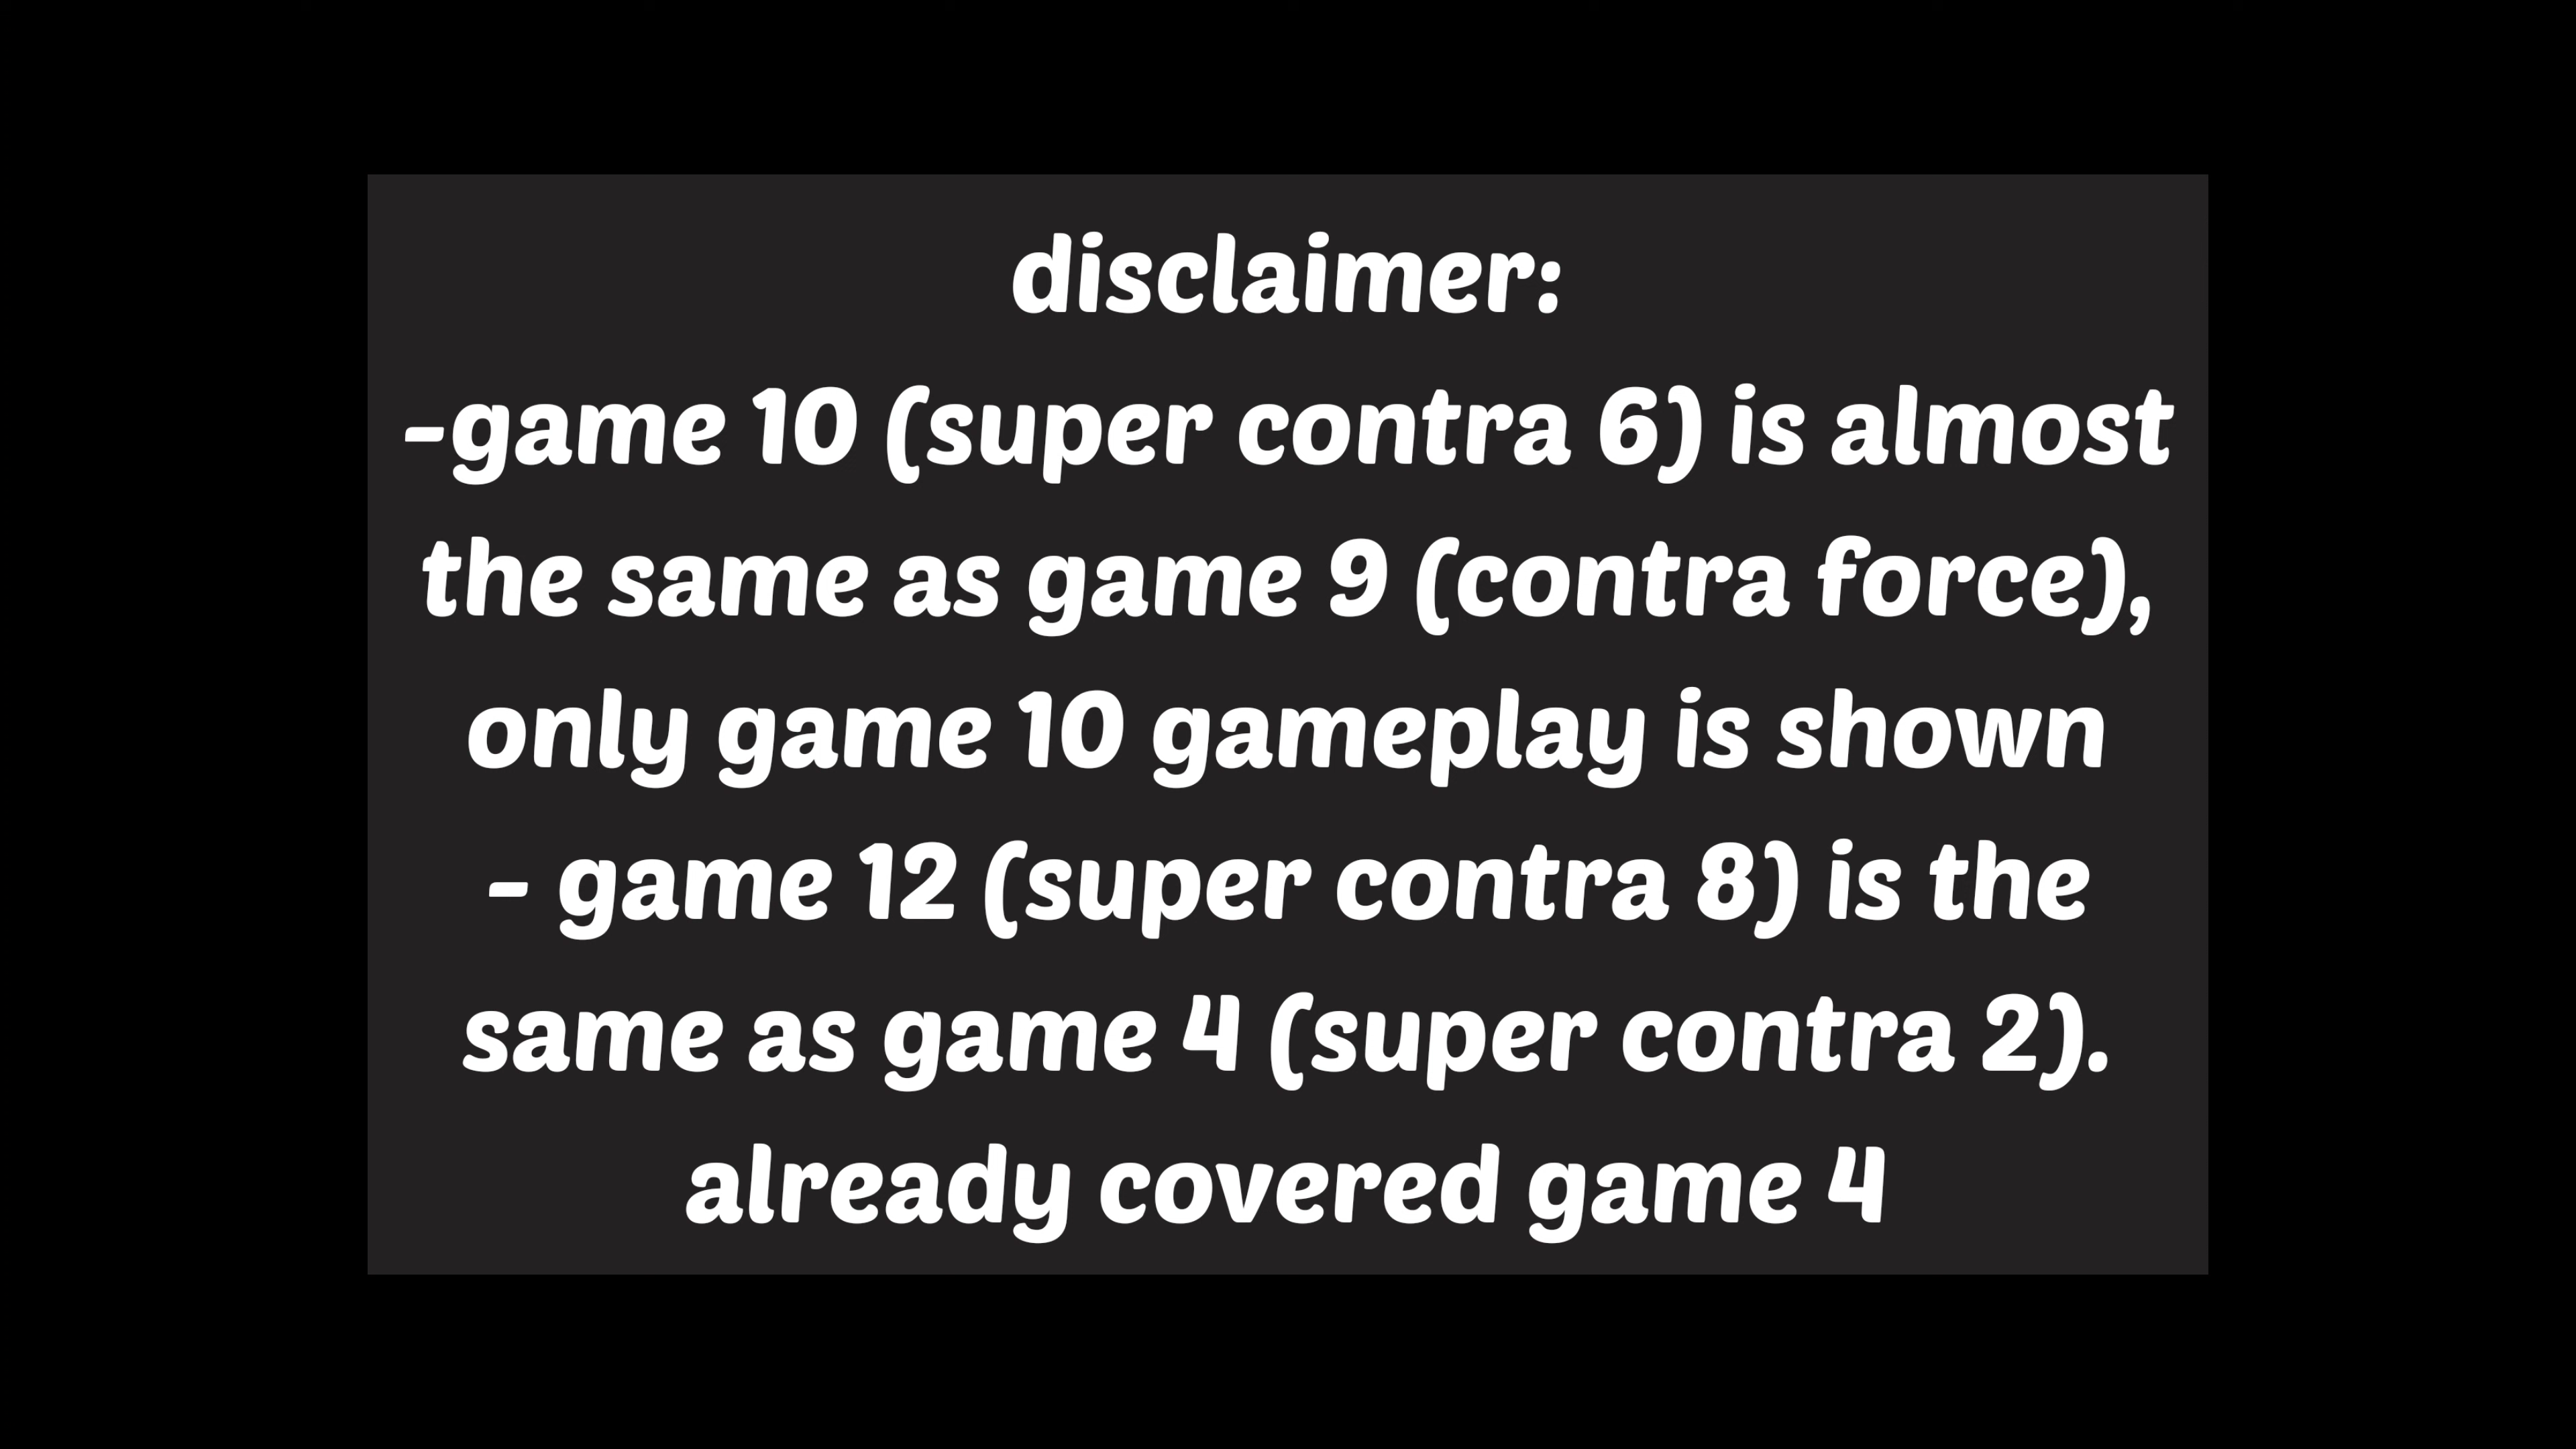 disclaimer:
-game 10 (super contra 6) is almost
the same as game 9 (contra force),
only game 10 gameplay is shown
- game 12 (super contra 8) is the
same as game 4 (super contra 2).
already covered game 4